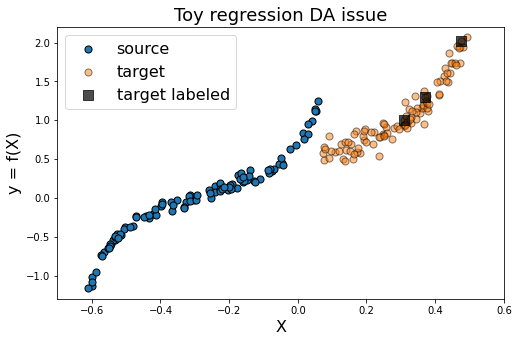 Toy regression DA issue
source
target
target labeled
y = f(X)
2.0
1.5
1.0
0.5
0.0
−0.5
−1.0
−0.6
−0.4
−0.2
0.0
0.2
0.4
0.6
X